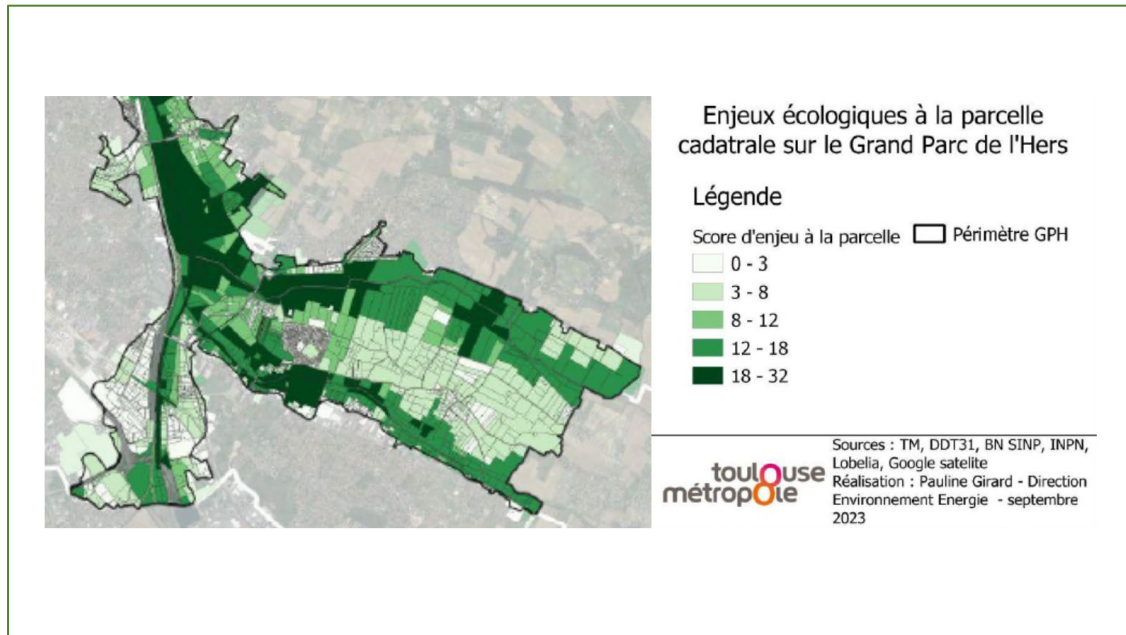 Enjeux écologiques à la parcelle
cadatrale sur le Grand Parc de l'Hers
Légende
Score d'enjeu à la parcelle
Périmètre GPH
0 - 3
3 - 8
8 - 12
12 - 18
18 - 32
toulouse
métropole
Sources : TM, DDT31, BN SINP, INPN,
Lobelia, Google satelite
Réalisation : Pauline Girard - Direction
Environnement Energie - septembre
2023